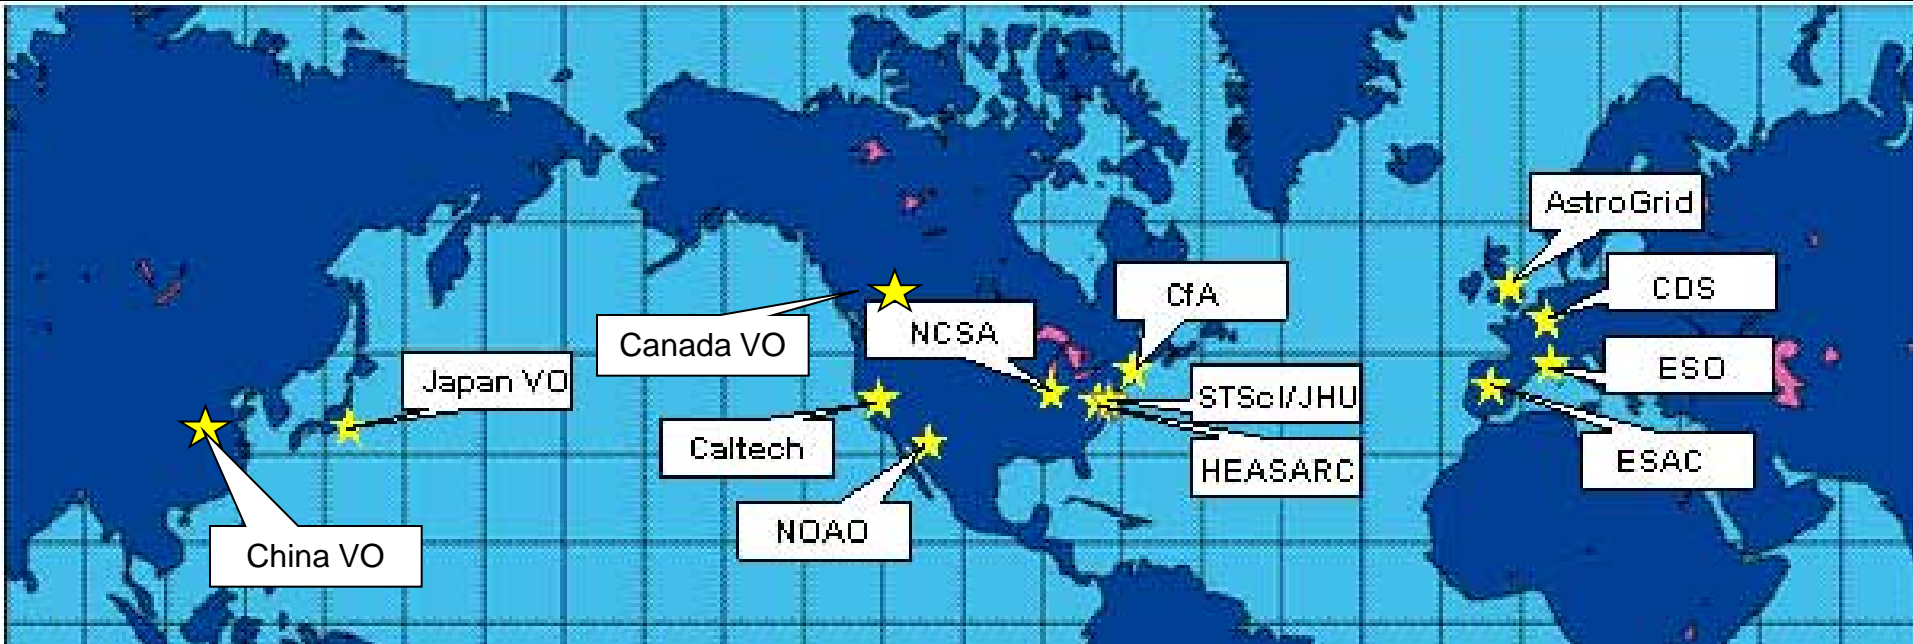 AstroGrid
CDS
CfA
NCSA
Canada VO
Japan VO
ESO
STScI/JHU
Caltech
ESAC
HEASARC
NOAO
China VO